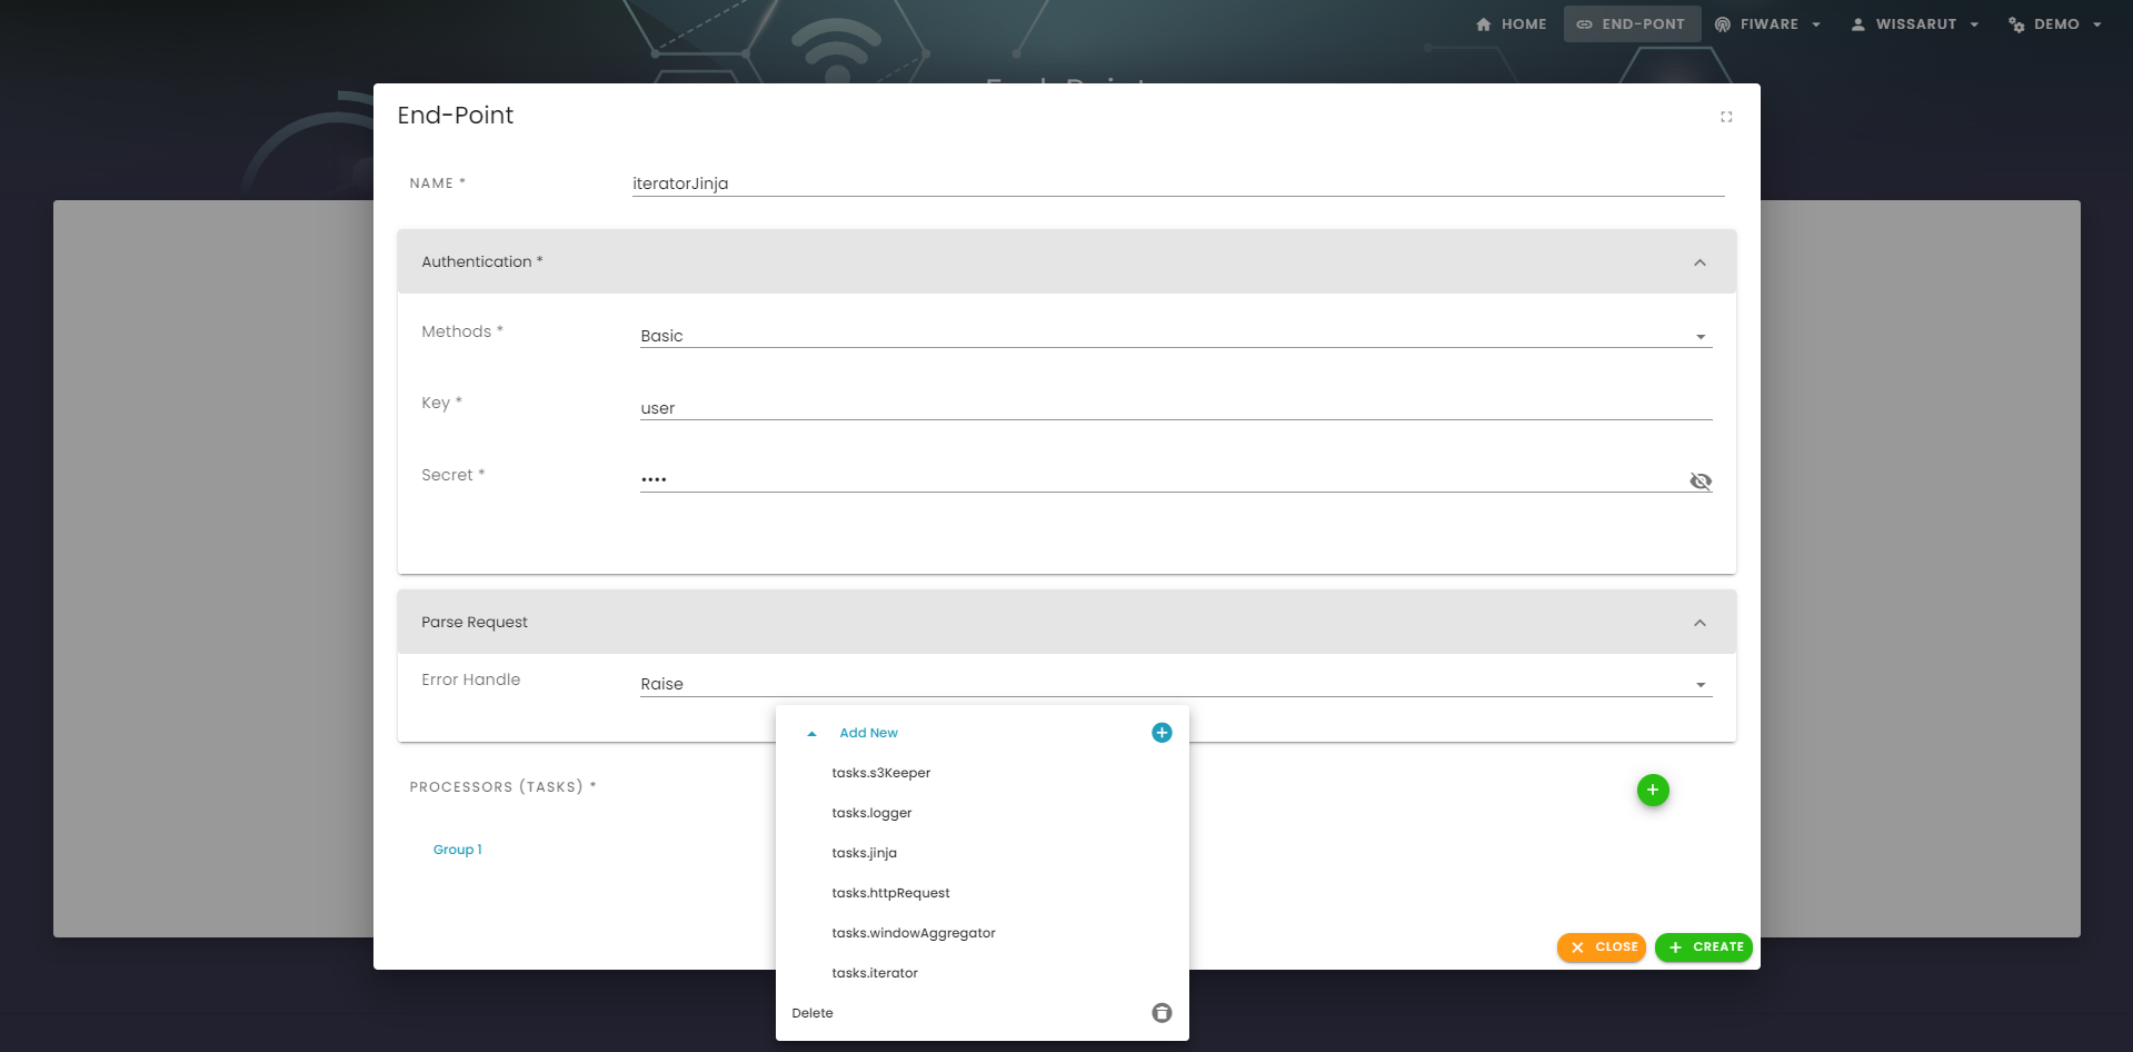 HOME
END-PONT
FIWARE
WISSARUT
DEMO
End-Point
End-Point
NAME *
iteratorJinja
Authentication *
Methods *
Basic
Key *
user
Secret *
••••
Parse Request
Error Handle
Raise
Add New
tasks.s3Keeper
PROCESSORS (TASKS) *
tasks.logger
Group 1
tasks.jinja
tasks.httpRequest
tasks.windowAggregator
CLOSE
CREATE
tasks.iterator
Delete